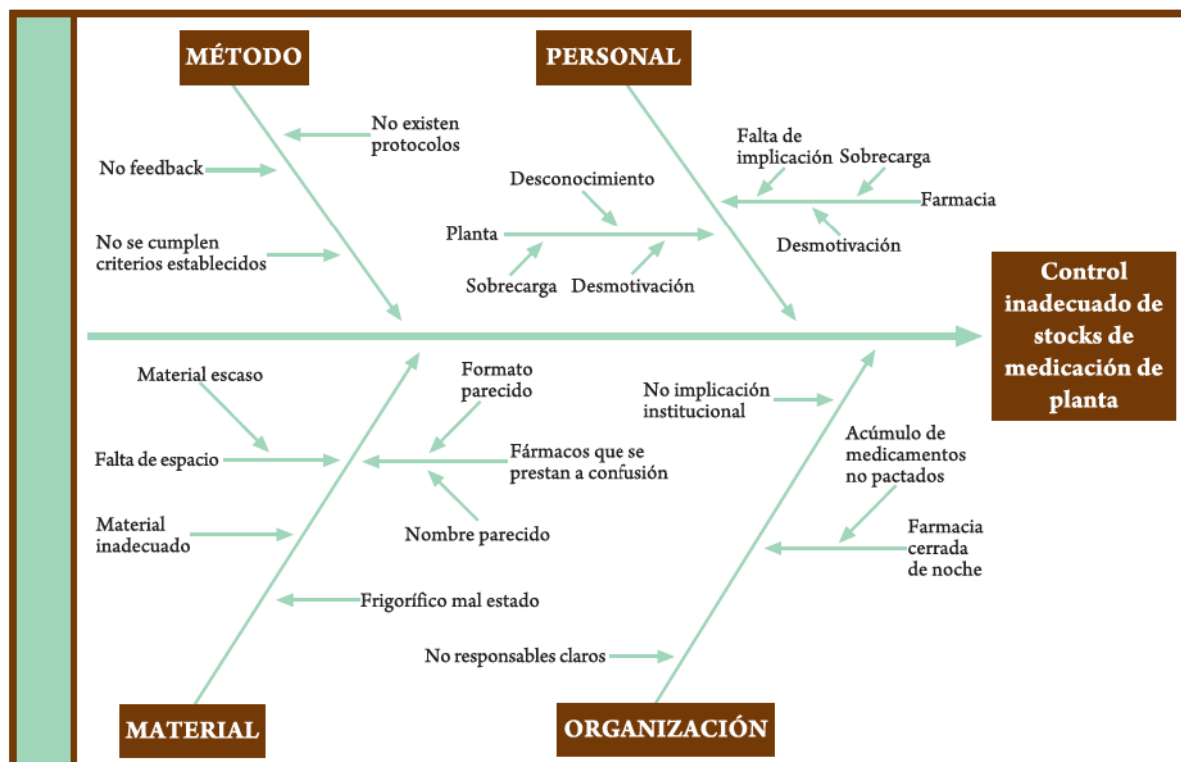 MÉTODO
PERSONAL
No existen
protocolos
No feedback
No se cumplen
criterios establecidos
Desconocimiento
Planta
Sobrecarga
Desmotivación
Falta de
implicación
Sobrecarga
Farmacia
Desmotivación
Control
inadecuado de
stocks de
medicación de
planta
Material escaso
Formato
parecido
Falta de espacio
Fármacos que se
prestan a confusión
Material
inadecuado
Nombre parecido
Frigorífico mal estado
No implicación
institucional
Acúmulo de
medicamentos
no pactados
Farmacia
cerrada
de noche
No responsables claros
MATERIAL
ORGANIZACIÓN